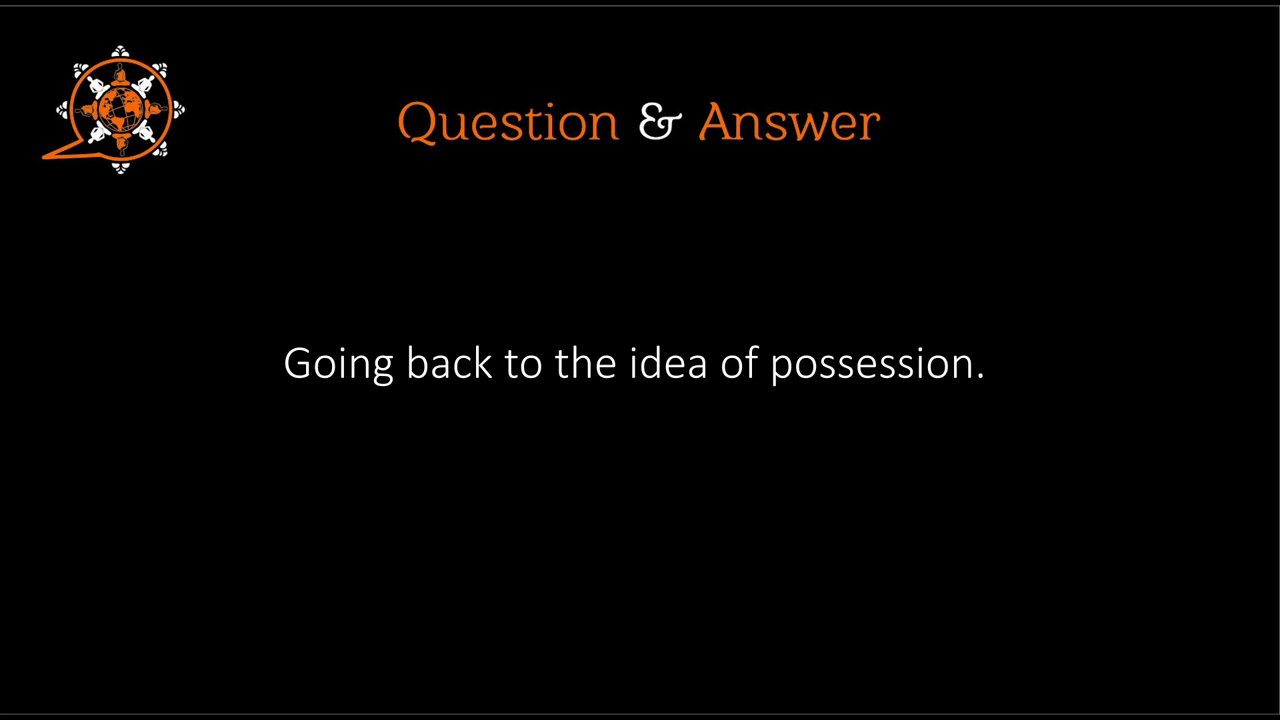 Question & Answer
Going back to the idea of possession.